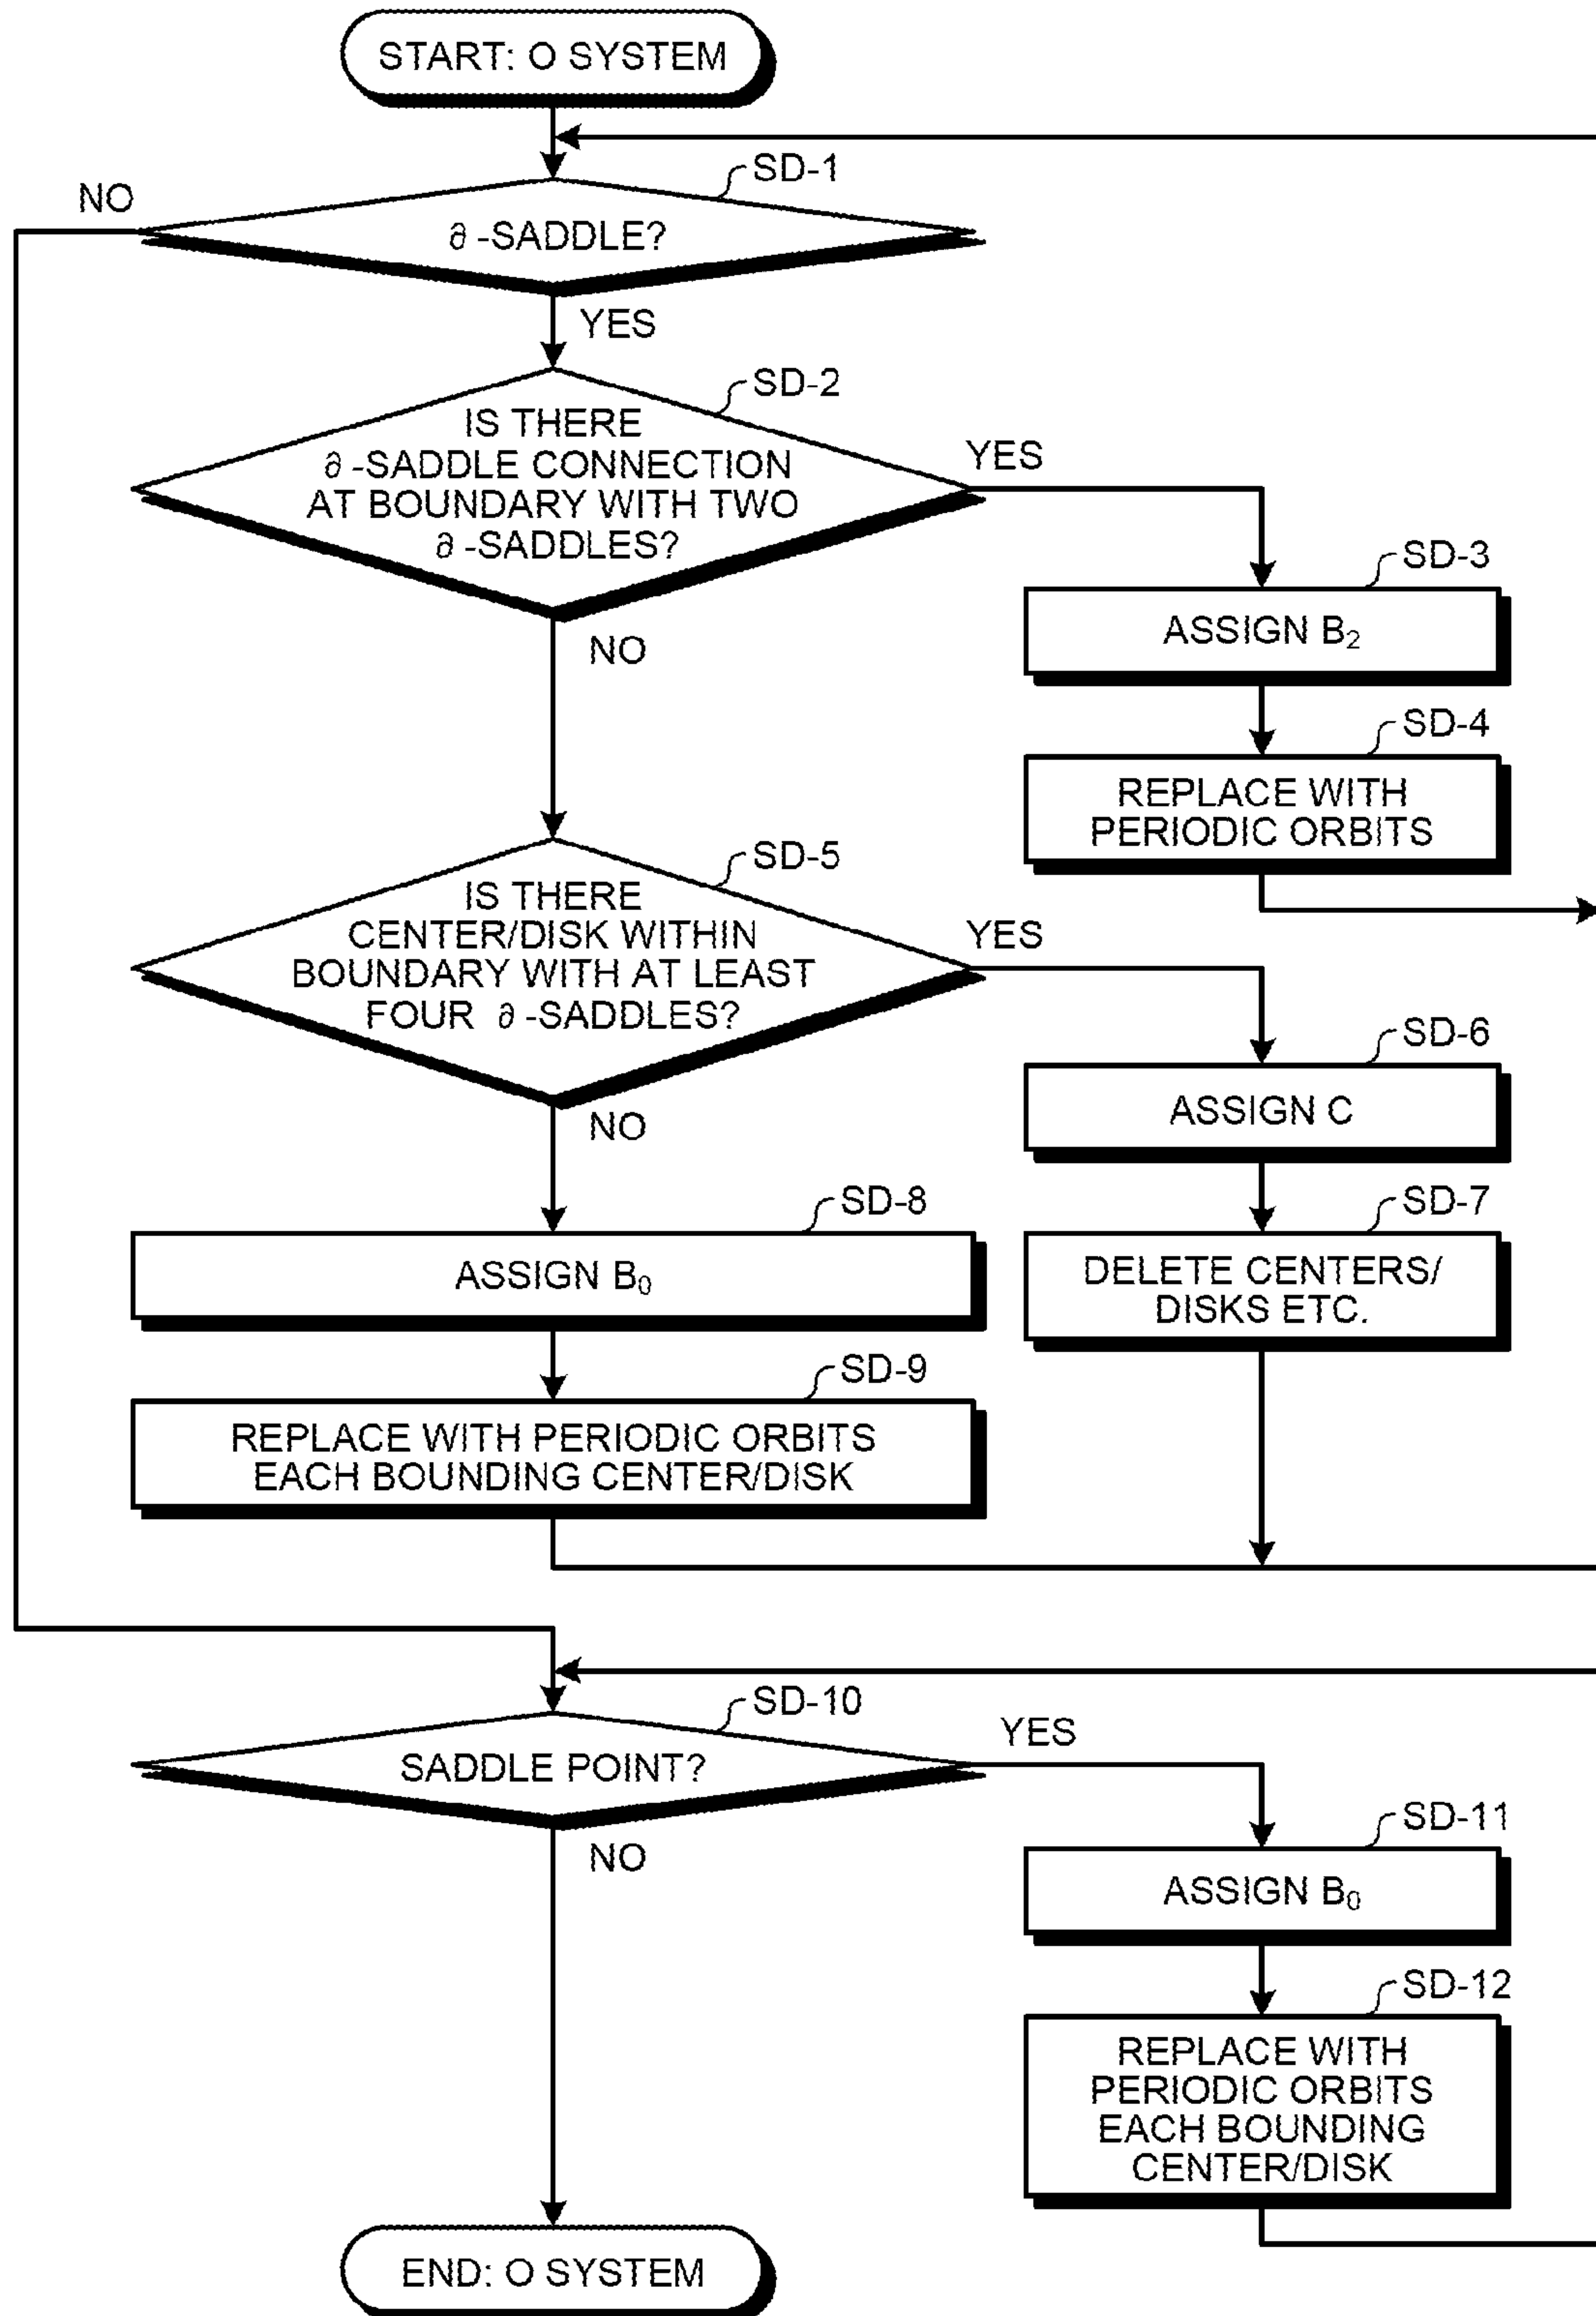 START: O SYSTEM
SD-1
NO
∂-SADDLE?
YES
SD-2
IS THERE
∂-SADDLE CONNECTION
AT BOUNDARY WITH TWO
∂-SADDLES?
YES
NO
SD-3
ASSIGN B₂
SD-4
REPLACE WITH
PERIODIC ORBITS
SD-5
IS THERE
CENTER/DISK WITHIN
BOUNDARY WITH AT LEAST
FOUR ∂-SADDLES?
YES
NO
SD-6
ASSIGN C
SD-7
DELETE CENTERS/
DISKS ETC.
SD-8
ASSIGN B₀
SD-9
REPLACE WITH PERIODIC ORBITS
EACH BOUNDING CENTER/DISK
SD-10
SADDLE POINT?
YES
NO
SD-11
ASSIGN B₀
SD-12
REPLACE WITH
PERIODIC ORBITS
EACH BOUNDING
CENTER/DISK
END: O SYSTEM